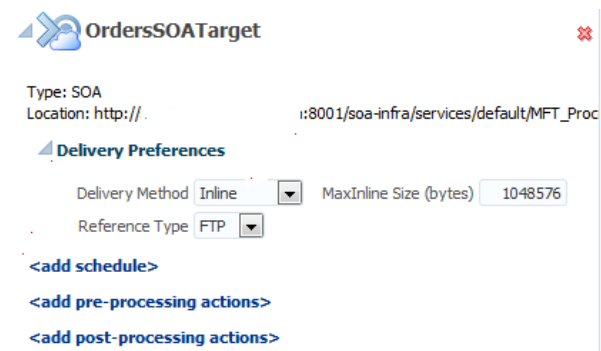 OrdersSOATarget
Type: SOA
Location: http:// :8001/soa-infra/services/default/MFT_Proc
Delivery Preferences
Delivery Method Inline MaxInline Size (bytes) 1048576
Reference Type FTP
<add schedule>
<add pre-processing actions>
<add post-processing actions>